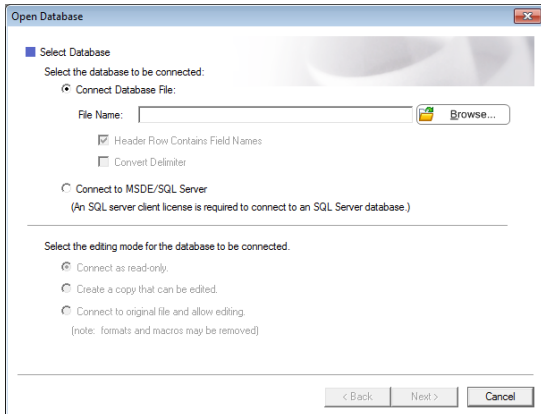 Open Database
Select Database
Select the database to be connected:
Connect Database File:
File Name:
Browse...
Header Row Contains Field Names
Convert Delimiter
Connect to MSDE/SQL Server
(An SQL server client license is required to connect to an SQL Server database.)
Select the editing mode for the database to be connected.
Connect as read-only.
Create a copy that can be edited.
Connect to original file and allow editing.
(note: formats and macros may be removed)
< Back Next > Cancel